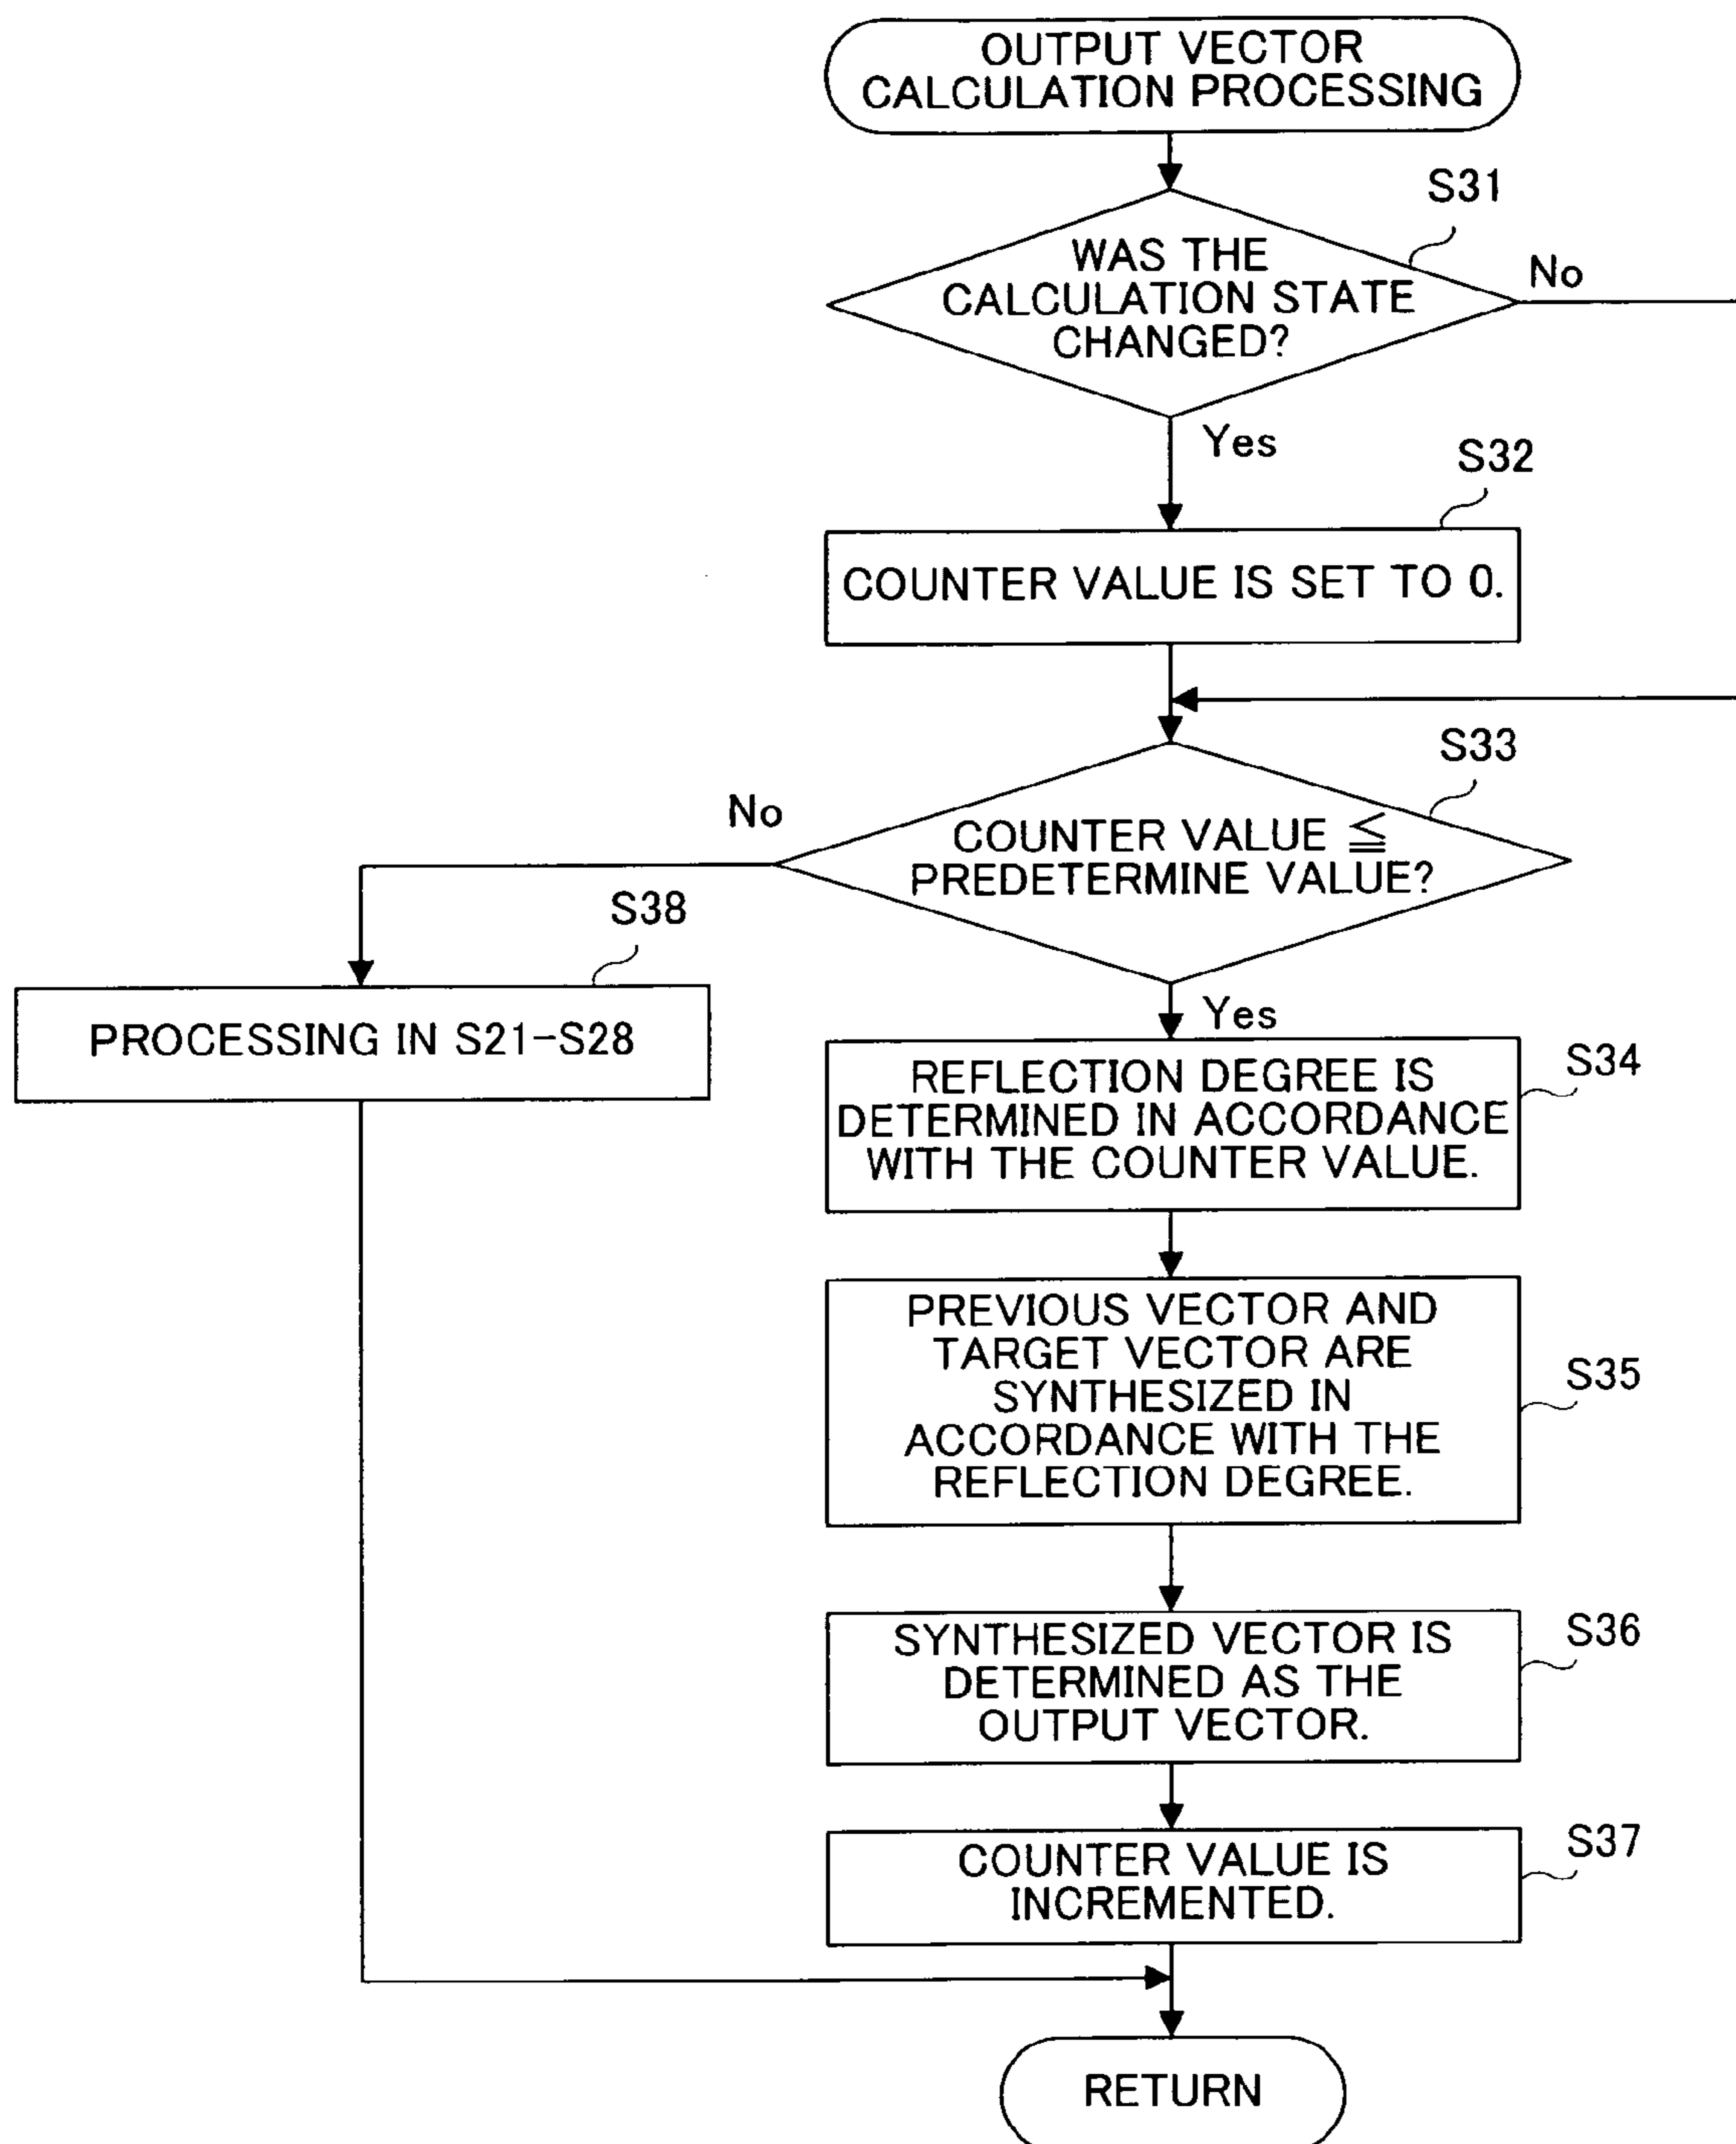 OUTPUT VECTOR
CALCULATION PROCESSING
S31
WAS THE
CALCULATION STATE
CHANGED?
No
Yes
S32
COUNTER VALUE IS SET TO 0.
S33
No
COUNTER VALUE ≦
PREDETERMINE VALUE?
S38
PROCESSING IN S21-S28
Yes
S34
REFLECTION DEGREE IS
DETERMINED IN ACCORDANCE
WITH THE COUNTER VALUE.
PREVIOUS VECTOR AND
TARGET VECTOR ARE
SYNTHESIZED IN
ACCORDANCE WITH THE
REFLECTION DEGREE.
S35
SYNTHESIZED VECTOR IS
DETERMINED AS THE
OUTPUT VECTOR.
S36
COUNTER VALUE IS
INCREMENTED.
S37
RETURN